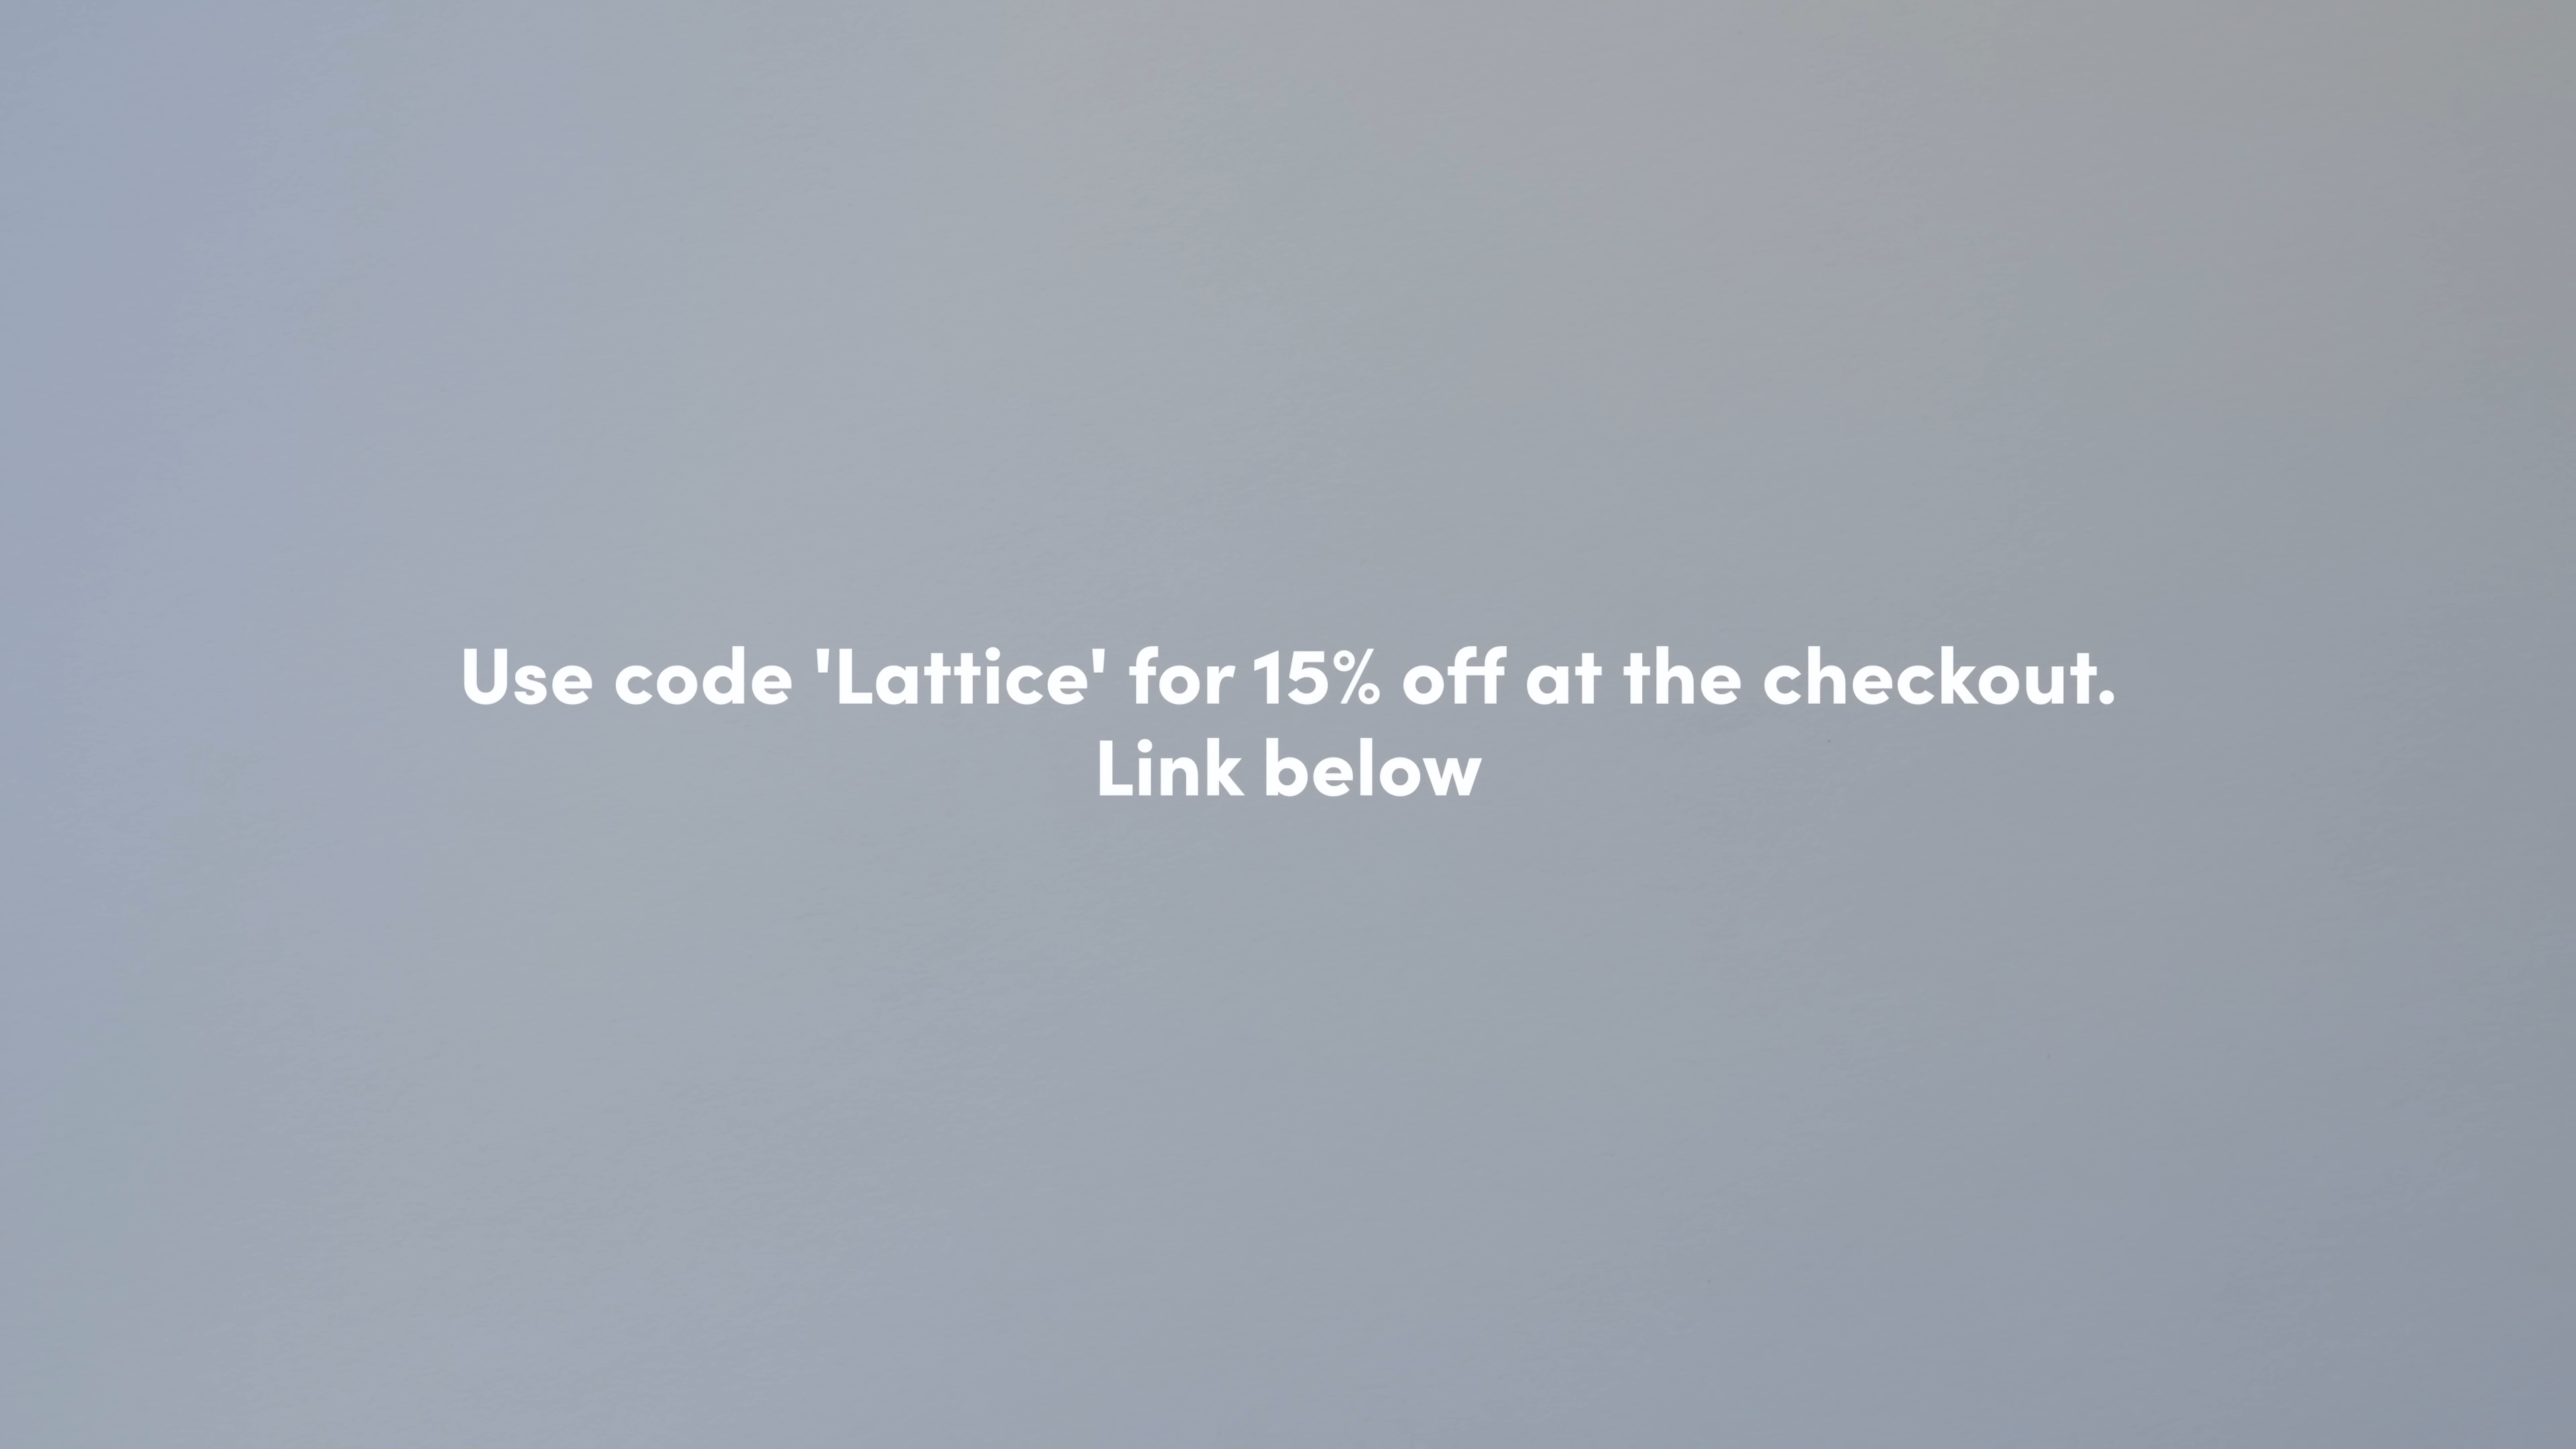 Use code 'Lattice' for 15% off at the checkout.
Link below